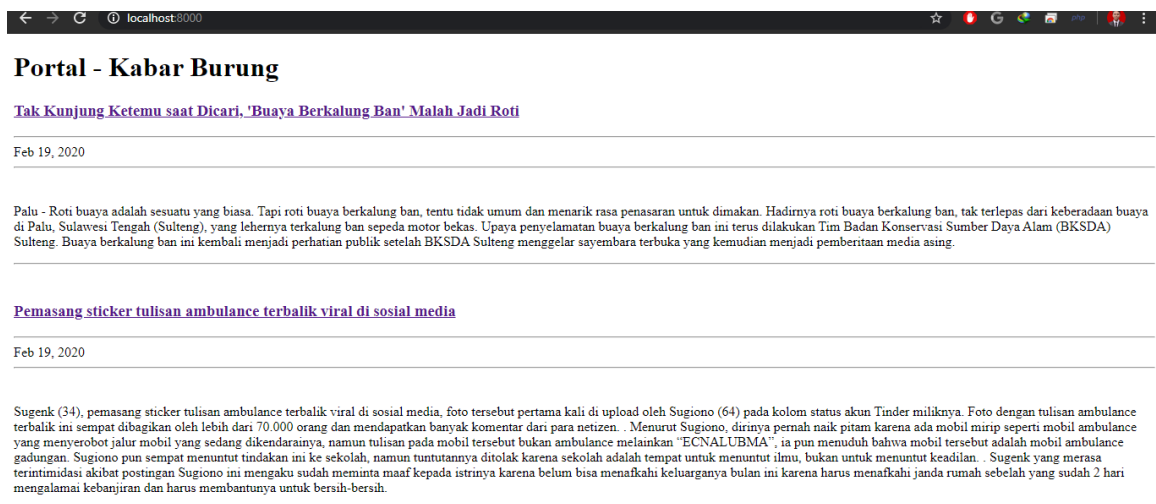 localhost:8000
php
Portal - Kabar Burung
Tak Kunjung Ketemu saat Dicari, 'Buaya Berkalung Ban' Malah Jadi Roti
Feb 19, 2020
Palu - Roti buaya adalah sesuatu yang biasa. Tapi roti buaya berkalung ban, tentu tidak umum dan menarik rasa penasaran untuk dimakan. Hadirnya roti buaya berkalung ban, tak terlepas dari keberadaan buaya
di Palu, Sulawesi Tengah (Sulteng), yang lehernya terkalung ban sepeda motor bekas. Upaya penyelamatan buaya berkalung ban ini terus dilakukan Tim Badan Konservasi Sumber Daya Alam (BKSDA)
Sulteng. Buaya berkalung ban ini kembali menjadi perhatian publik setelah BKSDA Sulteng menggelar sayembara terbuka yang kemudian menjadi pemberitaan media asing.
Pemasang sticker tulisan ambulance terbalik viral di sosial media
Feb 19, 2020
Sugenk (34), pemasang sticker tulisan ambulance terbalik viral di sosial media, foto tersebut pertama kali di upload oleh Sugiono (64) pada kolom status akun Tinder miliknya. Foto dengan tulisan ambulance
terbalik ini sempat dibagikan oleh lebih dari 70.000 orang dan mendapatkan banyak komentar dari para netizen. . Menurut Sugiono, dirinya pernah naik pitam karena ada mobil mirip seperti mobil ambulance
yang menyerobot jalur mobil yang sedang dikendarainya, namun tulisan pada mobil tersebut bukan ambulance melainkan “ECNALUBMA”, ia pun menuduh bahwa mobil tersebut adalah mobil ambulance
gadungan. Sugiono pun sempat menuntut tindakan ini ke sekolah, namun tuntutannya ditolak karena sekolah adalah tempat untuk menuntut ilmu, bukan untuk menuntut keadilan. . Sugenk yang merasa
terintimidasi akibat postingan Sugiono ini mengaku sudah meminta maaf kepada istrinya karena belum bisa menafkahi keluarganya bulan ini karena harus menafkahi janda rumah sebelah yang sudah 2 hari
mengalami kebanjiran dan harus membantunya untuk bersih-bersih.